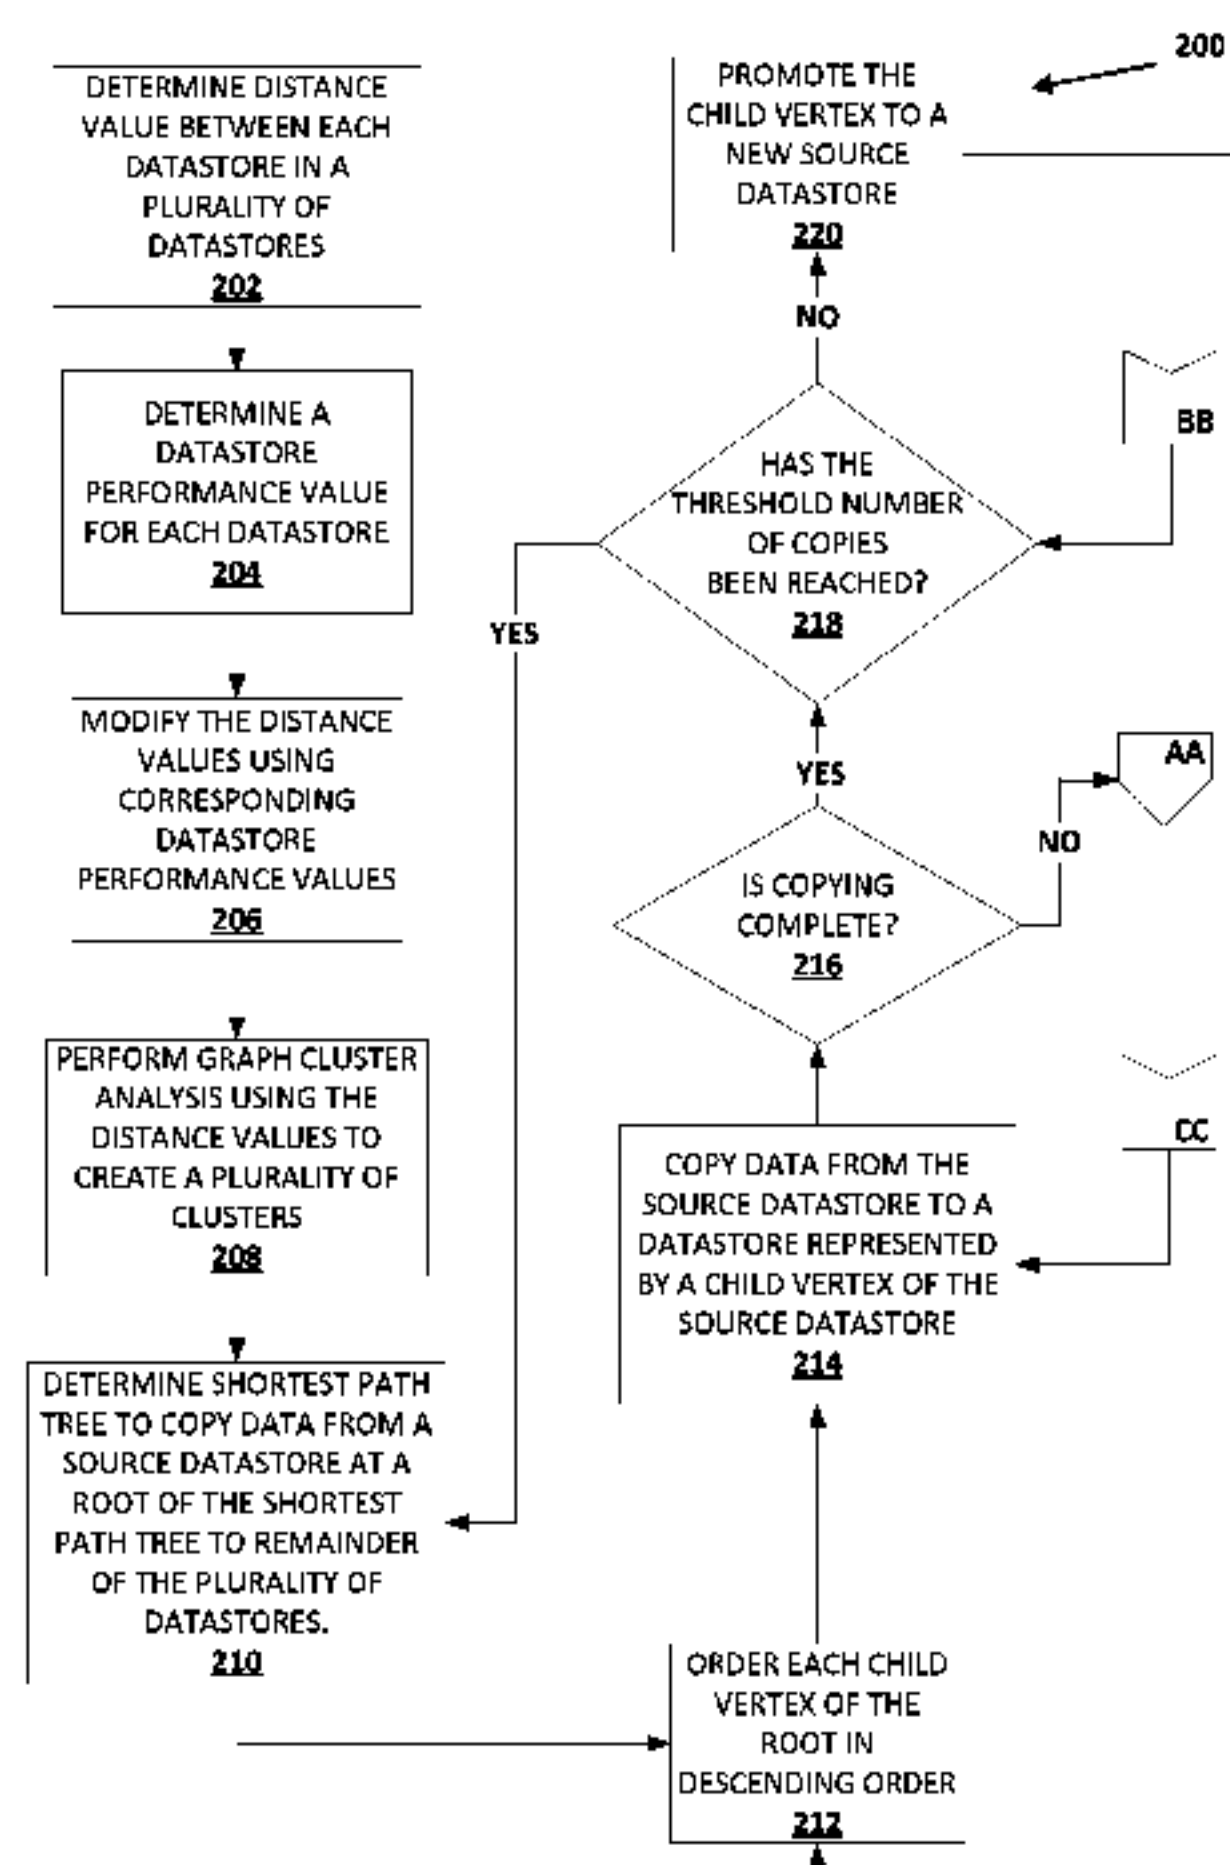 DETERMINE DISTANCE
VALUE BETWEEN EACH
DATASTORE IN A
PLURALITY OF
DATASTORES
202
DETERMINE A
DATASTORE
PERFORMANCE VALUE
FOR EACH DATASTORE
204
MODIFY THE DISTANCE
VALUES USING
CORRESPONDING
DATASTORE
PERFORMANCE VALUES
206
PERFORM GRAPH CLUSTER
ANALYSIS USING THE
DISTANCE VALUES TO
CREATE A PLURALITY OF
CLUSTERS
208
DETERMINE SHORTEST PATH
TREE TO COPY DATA FROM A
SOURCE DATASTORE AT A
ROOT OF THE SHORTEST
PATH TREE TO REMAINDER
OF THE PLURALITY OF
DATASTORES.
210
YES
200
PROMOTE THE
CHILD VERTEX TO A
NEW SOURCE
DATASTORE
220
NO
BB
HAS THE
THRESHOLD NUMBER
OF COPIES
BEEN REACHED?
218
YES
AA
NO
IS COPYING
COMPLETE?
216
CC
COPY DATA FROM THE
SOURCE DATASTORE TO A
DATASTORE REPRESENTED
BY A CHILD VERTEX OF THE
SOURCE DATASTORE
214
ORDER EACH CHILD
VERTEX OF THE
ROOT IN
DESCENDING ORDER
212